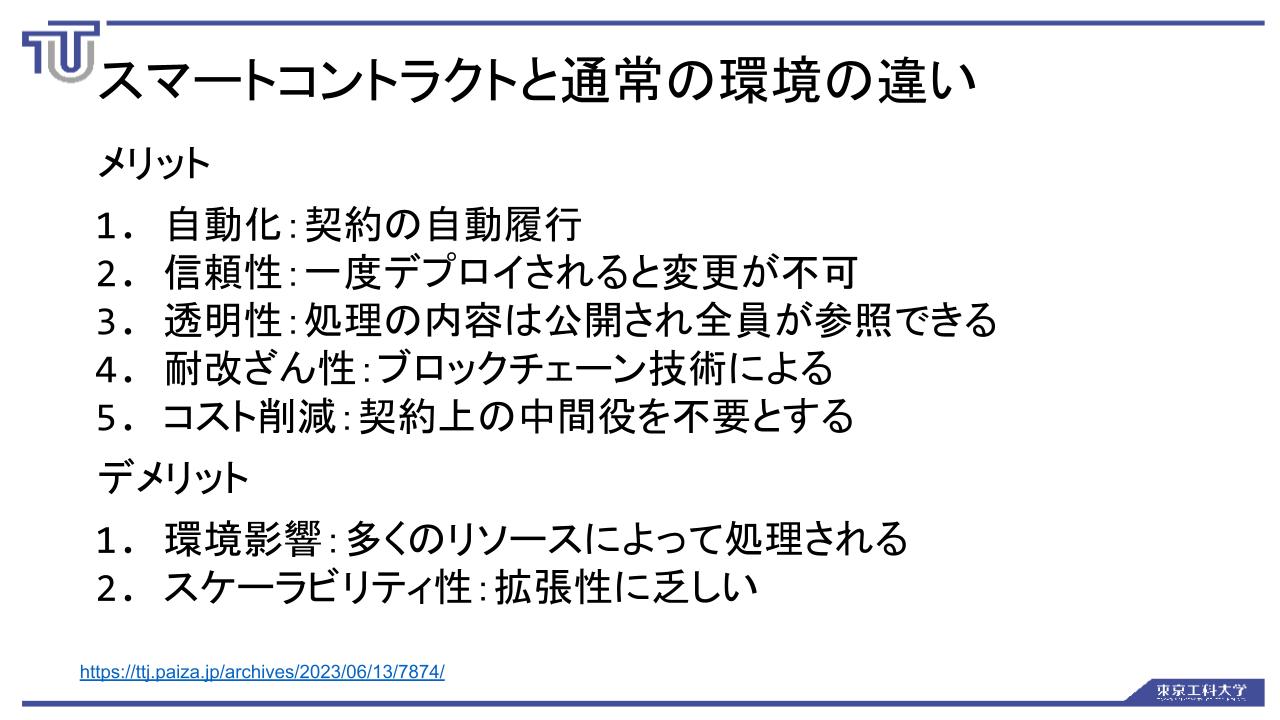 スマートコントラクトと通常の環境の違い
メリット
1. 自動化：契約の自動履行
2. 信頼性：一度デプロイされると変更が不可
3. 透明性：処理の内容は公開され全員が参照できる
4. 耐改ざん性：ブロックチェーン技術による
5. コスト削減：契約上の中間役を不要とする
デメリット
1. 環境影響：多くのリソースによって処理される
2. スケーラビリティ性：拡張性に乏しい
https://ttj.paiza.jp/archives/2023/06/13/7874/
東京工科大学